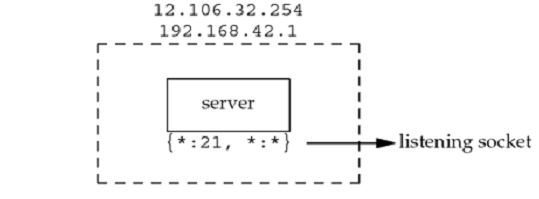 12.106.32.254
192.168.42.1
server
{*:21, *:*}
listening socket